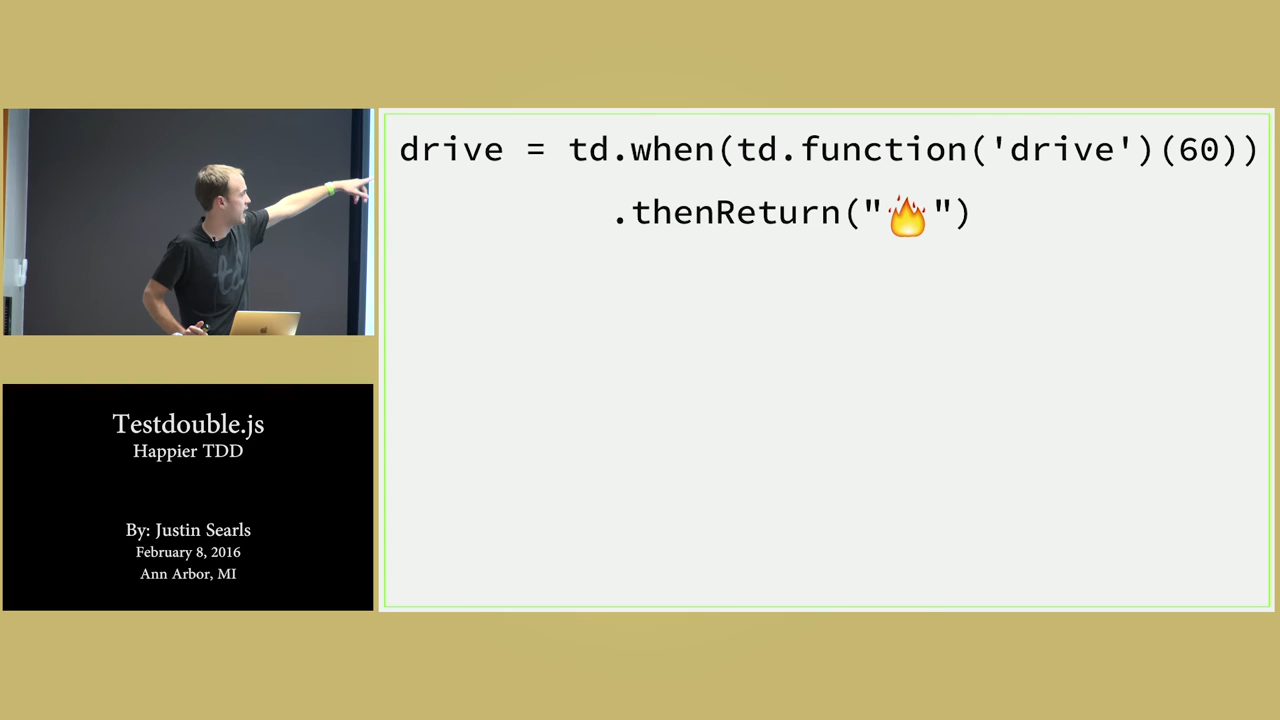 drive = td.when(td.function('drive')(60))
.thenReturn("🔥")
td
Testdouble.js
Happier TDD
By: Justin Searls
February 8, 2016
Ann Arbor, MI